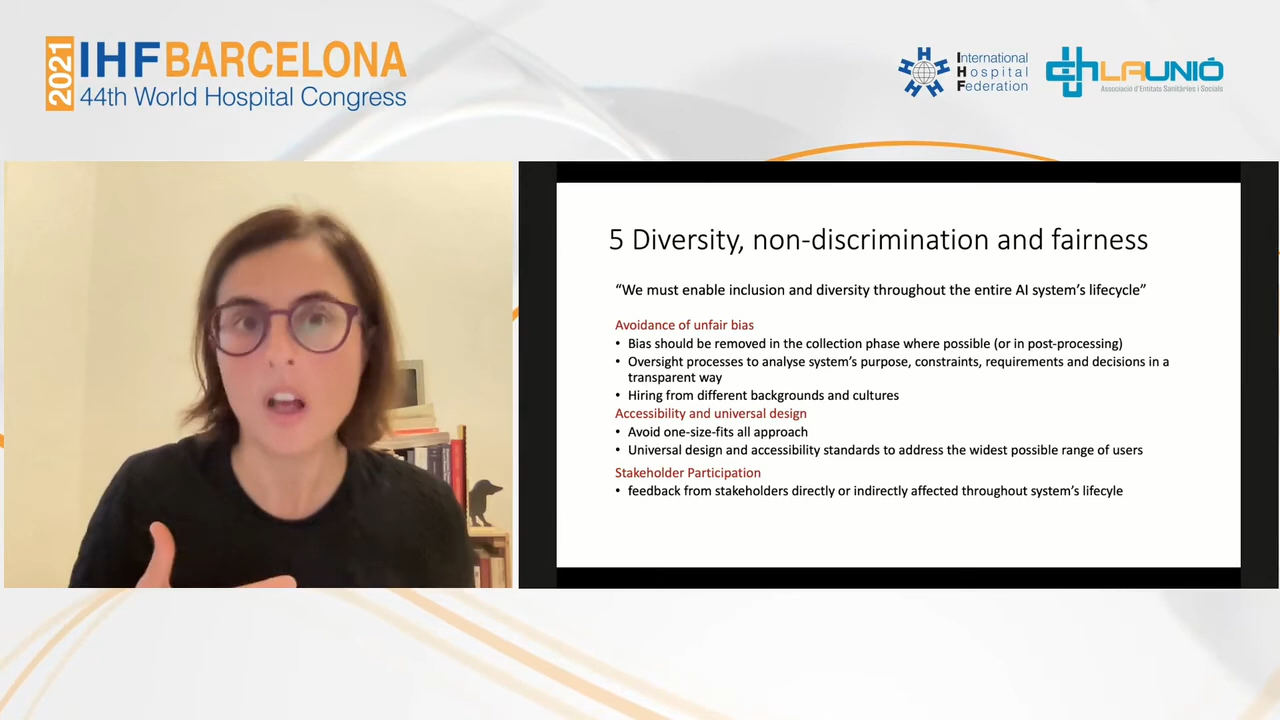 2021
IHF BARCELONA
44th World Hospital Congress
International
Hospital
Federation
LAUNIÓ
Associació d'Entitats Sanitàries i Socials
5 Diversity, non-discrimination and fairness
“We must enable inclusion and diversity throughout the entire AI system’s lifecycle”
Avoidance of unfair bias
• Bias should be removed in the collection phase where possible (or in post-processing)
• Oversight processes to analyse system’s purpose, constraints, requirements and decisions in a
transparent way
• Hiring from different backgrounds and cultures
Accessibility and universal design
• Avoid one-size-fits all approach
• Universal design and accessibility standards to address the widest possible range of users
Stakeholder Participation
• feedback from stakeholders directly or indirectly affected throughout system’s lifecyle